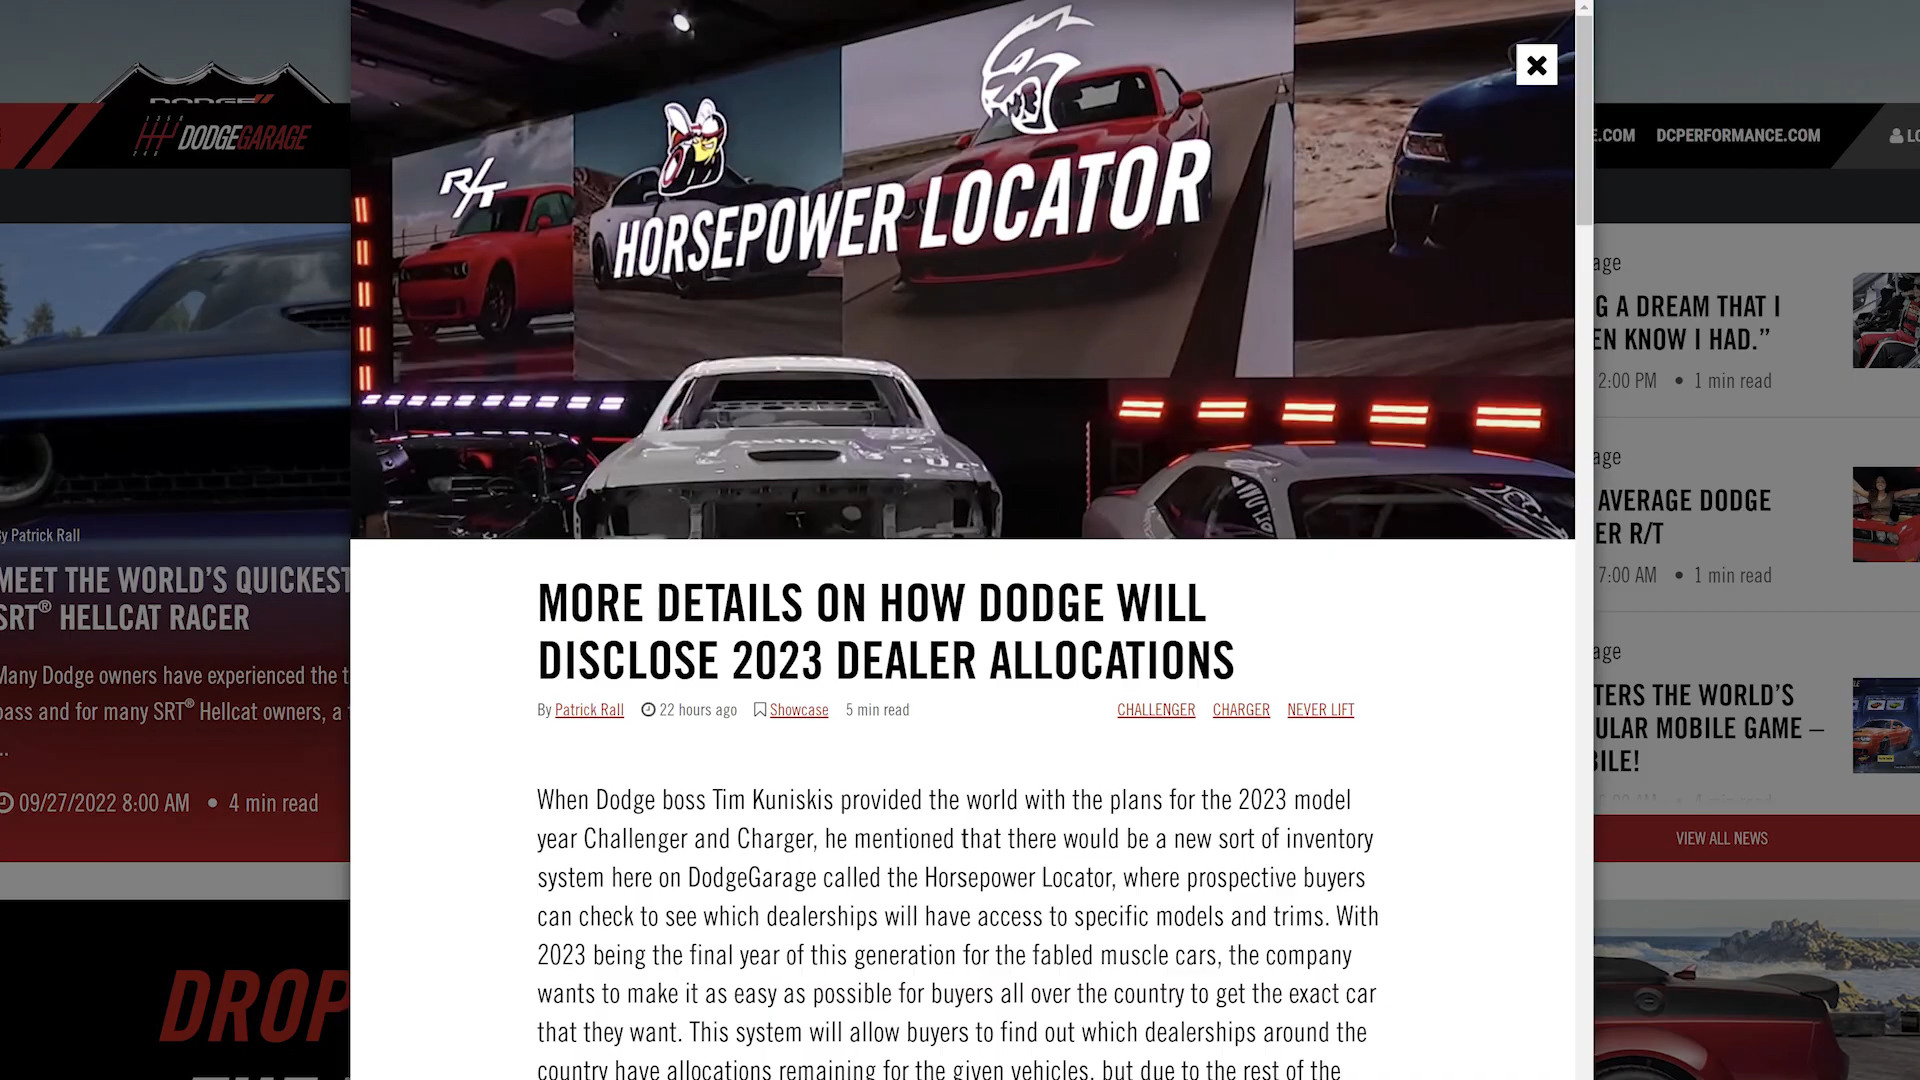 DODGE
DODGEGARAGE
.COM
DCPERFORMANCE.COM
R/T
HORSEPOWER LOCATOR
By Patrick Rall
MEET THE WORLD'S QUICKEST
SRT® HELLCAT RACER
Many Dodge owners have experienced the t
pass and for many SRT® Hellcat owners, a
..
09/27/2022 8:00 AM • 4 min read
DROP
MORE DETAILS ON HOW DODGE WILL
DISCLOSE 2023 DEALER ALLOCATIONS
By Patrick Rall 22 hours ago Showcase 5 min read CHALLENGER CHARGER NEVER LIFT
When Dodge boss Tim Kuniskis provided the world with the plans for the 2023 model
year Challenger and Charger, he mentioned that there would be a new sort of inventory
system here on DodgeGarage called the Horsepower Locator, where prospective buyers
can check to see which dealerships will have access to specific models and trims. With
2023 being the final year of this generation for the fabled muscle cars, the company
wants to make it as easy as possible for buyers all over the country to get the exact car
that they want. This system will allow buyers to find out which dealerships around the
country have allocations remaining for the given vehicles, but due to the rest of the
age
G A DREAM THAT I
EN KNOW I HAD."
2:00 PM • 1 min read
age
AVERAGE DODGE
ER R/T
7:00 AM • 1 min read
age
TERS THE WORLD'S
ULAR MOBILE GAME –
BILE!
VIEW ALL NEWS